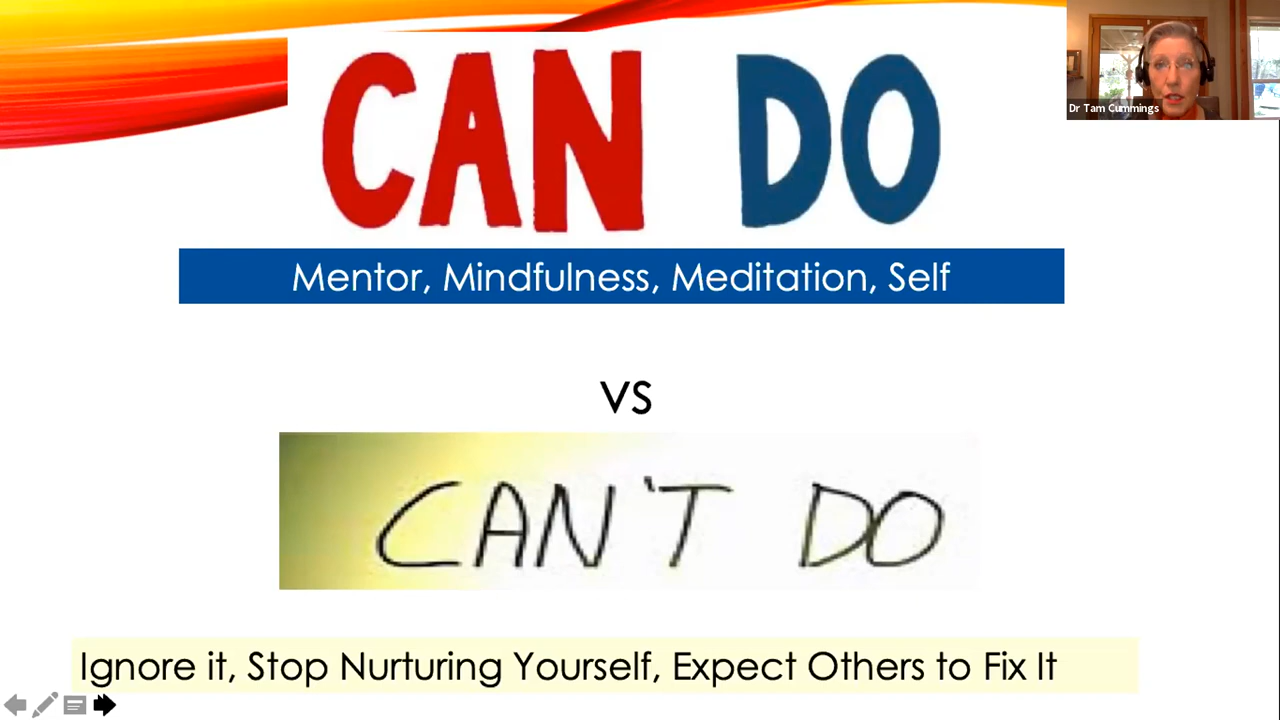 CAN DO
Dr Tam Cummings
Mentor, Mindfulness, Meditation, Self
vs
CAN'T DO
Ignore it, Stop Nurturing Yourself, Expect Others to Fix It